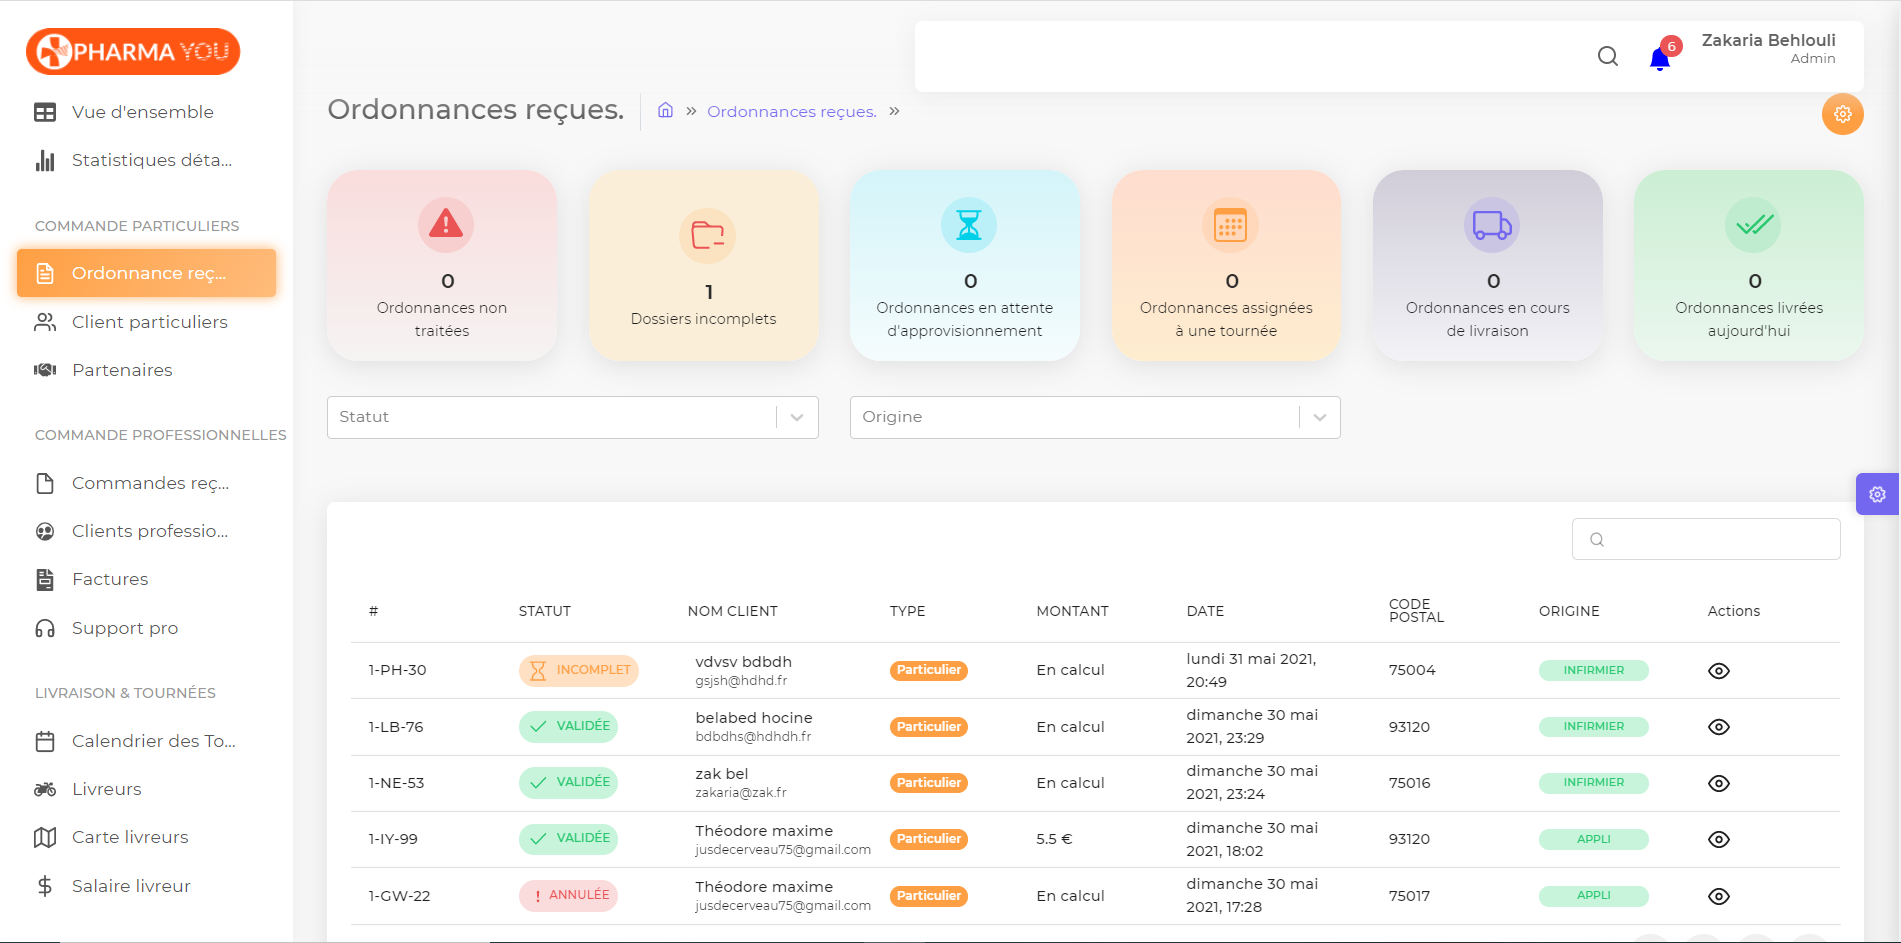 PHARMA YOU
Vue d'ensemble
Statistiques déta...
COMMANDE PARTICULIERS
Ordonnance reç...
Client particuliers
Partenaires
COMMANDE PROFESSIONNELLES
Commandes reç...
Clients professio...
Factures
Support pro
LIVRAISON & TOURNÉES
Calendrier des To...
Livreurs
Carte livreurs
Salaire livreur
6
Zakaria Behlouli
Admin
Ordonnances reçues. » Ordonnances reçues. »
0
Ordonnances non
traitées
1
Dossiers incomplets
0
Ordonnances en attente
d'approvisionnement
0
Ordonnances assignées
à une tournée
0
Ordonnances en cours
de livraison
0
Ordonnances livrées
aujourd'hui
Statut
Origine
# STATUT NOM CLIENT TYPE MONTANT DATE CODE POSTAL ORIGINE Actions
1-PH-30 INCOMPLET vdvsv bdbdh Particulier En calcul lundi 31 mai 2021, 75004 INFIRMIER
gsjsh@hdhd.fr 20:49
1-LB-76 VALIDÉE belabed hocine Particulier En calcul dimanche 30 mai 93120 INFIRMIER
bdbdhs@hdhdh.fr 2021, 23:29
1-NE-53 VALIDÉE zak bel Particulier En calcul dimanche 30 mai 75016 INFIRMIER
zakaria@zak.fr 2021, 23:24
1-IY-99 VALIDÉE Théodore maxime Particulier 5.5 € dimanche 30 mai 93120 APPLI
jusdecerveau75@gmail.com 2021, 18:02
1-GW-22 ANNULÉE Théodore maxime Particulier En calcul dimanche 30 mai 75017 APPLI
jusdecerveau75@gmail.com 2021, 17:28